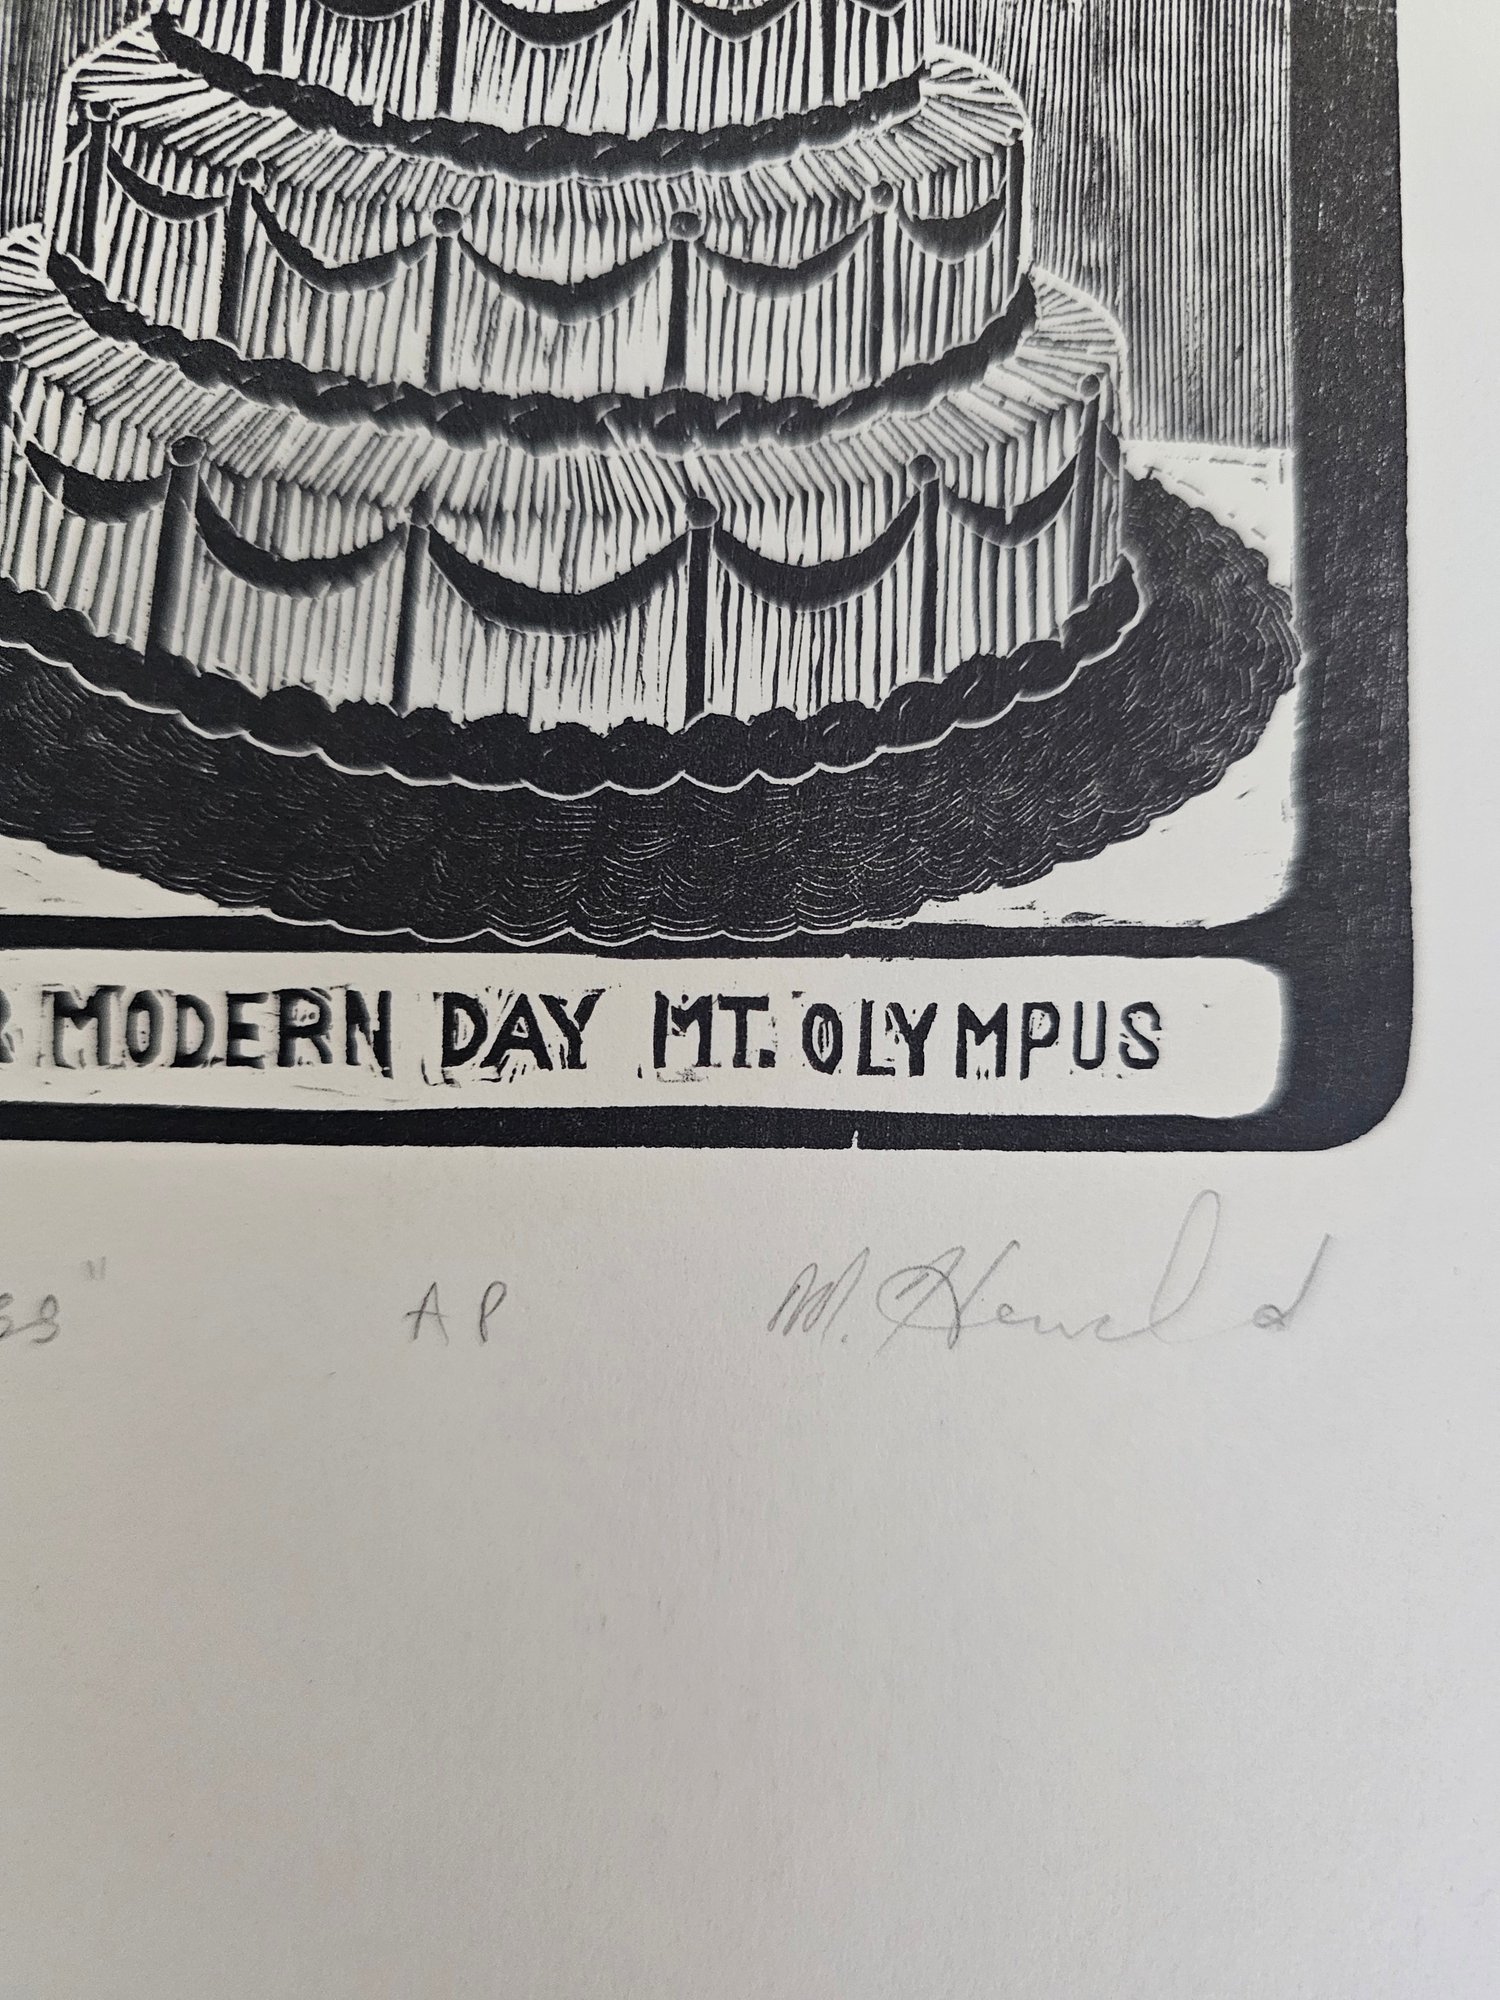 MODERN DAY MT. OLYMPUS
" AP M.